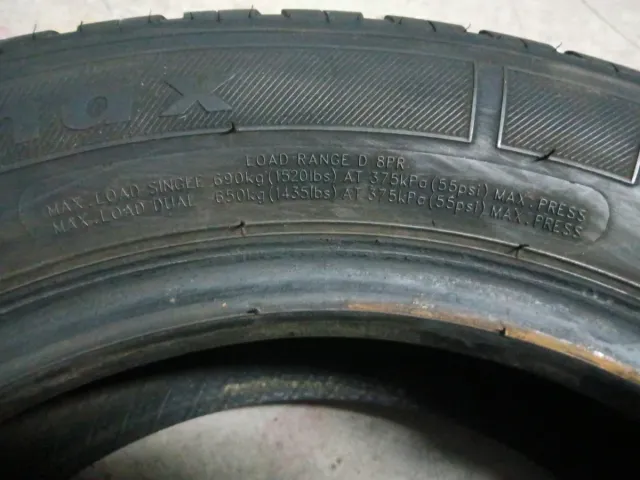 max
LOAD RANGE D 8PR
MAX. LOAD SINGLE 690kg (1520lbs) AT 375kPa (55psi) MAX. PRESS
MAX. LOAD DUAL 650kg (1435lbs) AT 375kPa (55psi) MAX. PRESS